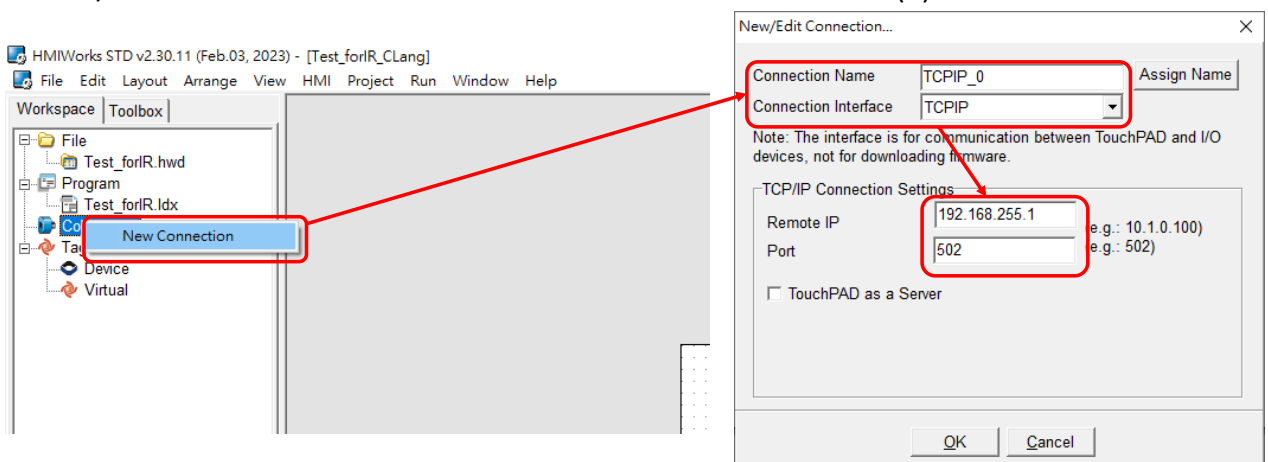 HMIWorks STD v2.30.11 (Feb.03, 2023) - [Test_forIR_CLang]
File Edit Layout Arrange View HMI Project Run Window Help
Workspace Toolbox
File
Test_forIR.hwd
Program
Test_forIR.ldx
New Connection
Device
Virtual
New/Edit Connection...
Connection Name TCPIP_0 Assign Name
Connection Interface TCPIP
Note: The interface is for communication between TouchPAD and I/O
devices, not for downloading firmware.
TCP/IP Connection Settings
Remote IP 192.168.255.1 e.g.: 10.1.0.100)
Port 502 e.g.: 502)
TouchPAD as a Server
OK Cancel